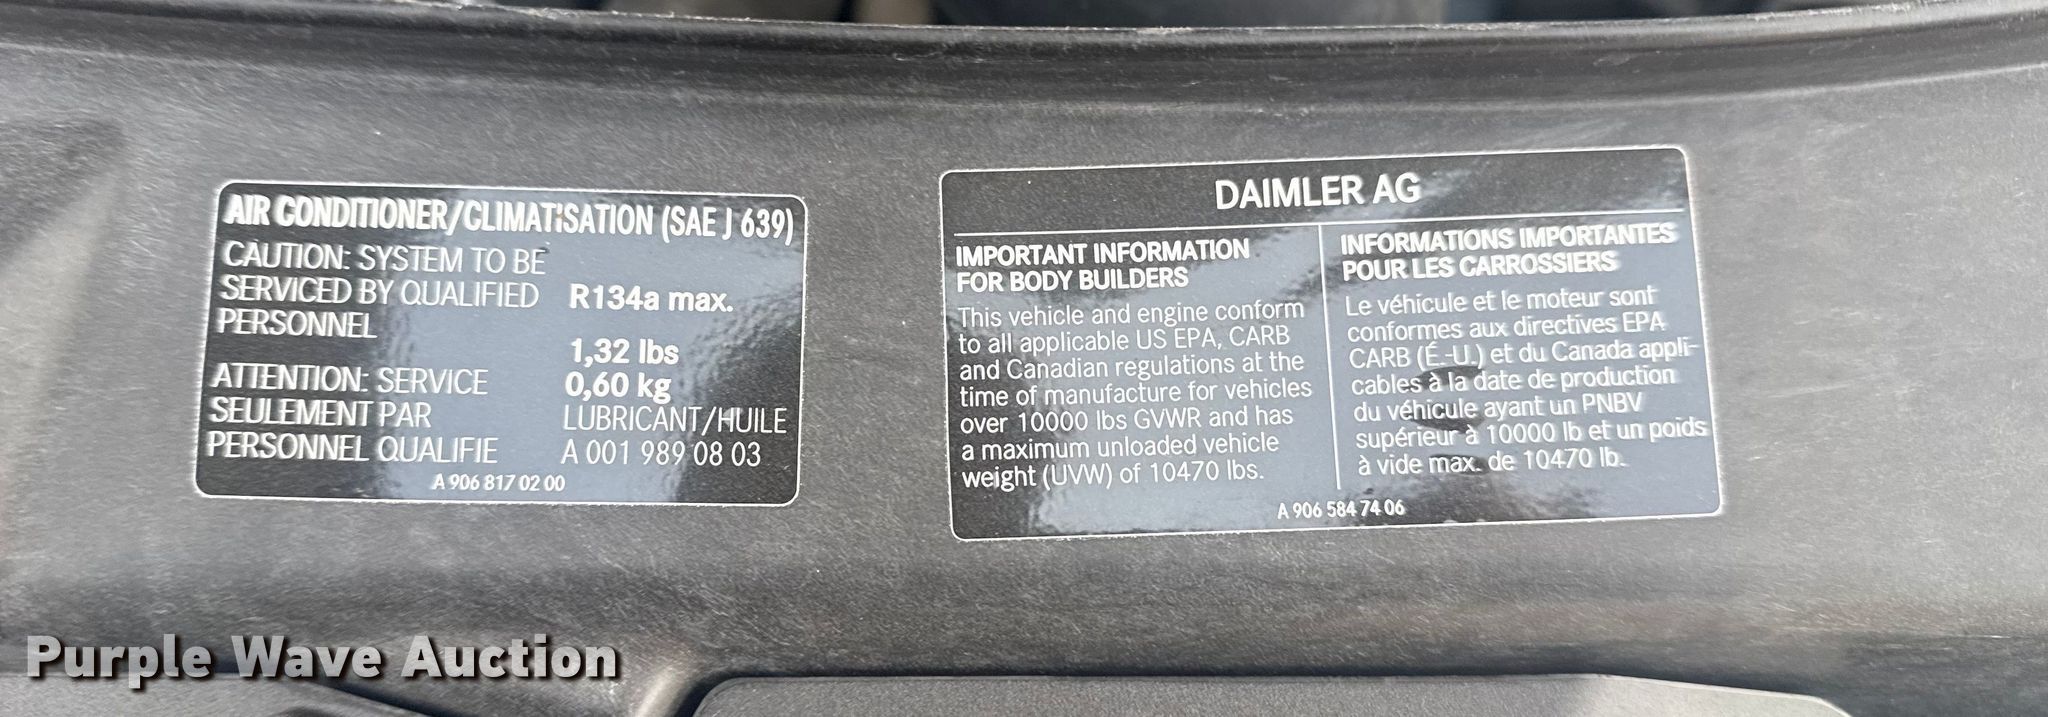 AIR CONDITIONER/CLIMATISATION (SAE J 639)
CAUTION: SYSTEM TO BE
SERVICED BY QUALIFIED
PERSONNEL
R134a max.
1,32 lbs
0,60 kg
ATTENTION: SERVICE
SEULEMENT PAR
PERSONNEL QUALIFIE
LUBRICANT/HUILE
A 001 989 08 03
A 906 817 02 00
DAIMLER AG
IMPORTANT INFORMATION
FOR BODY BUILDERS
This vehicle and engine conform
to all applicable US EPA, CARB
and Canadian regulations at the
time of manufacture for vehicles
over 10000 lbs GVWR and has
a maximum unloaded vehicle
weight (UVW) of 10470 lbs.
INFORMATIONS IMPORTANTES
POUR LES CARROSSIERS
Le véhicule et le moteur sont
conformes aux directives EPA
CARB (É.-U.) et du Canada appli-
cables à la date de production
du véhicule ayant un PNBV
supérieur à 10000 lb et un poids
à vide max. de 10470 lb.
A 906 584 74 06
Purple Wave Auction